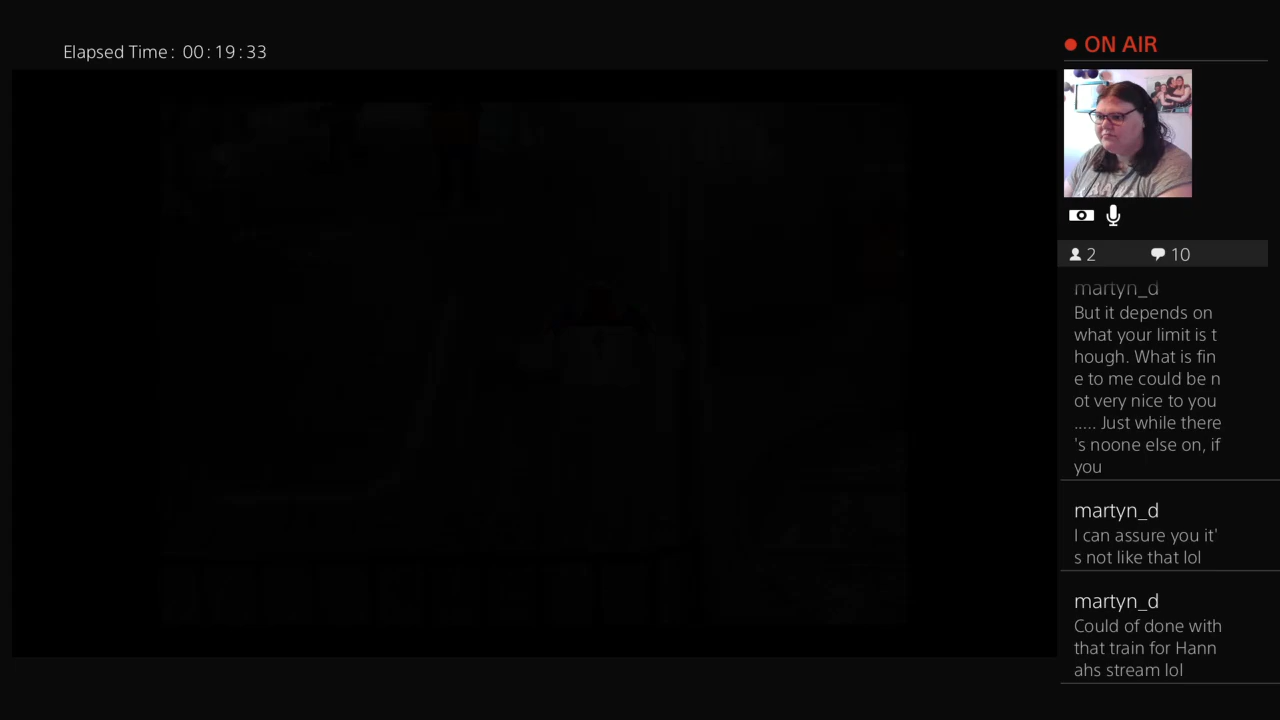 Elapsed Time: 00:19:33
ON AIR
2 10
martyn_d
But it depends on
what your limit is t
hough. What is fin
e to me could be n
ot very nice to you
..... Just while there
's noone else on, if
you
martyn_d
I can assure you it'
s not like that lol
martyn_d
Could of done with
that train for Hann
ahs stream lol